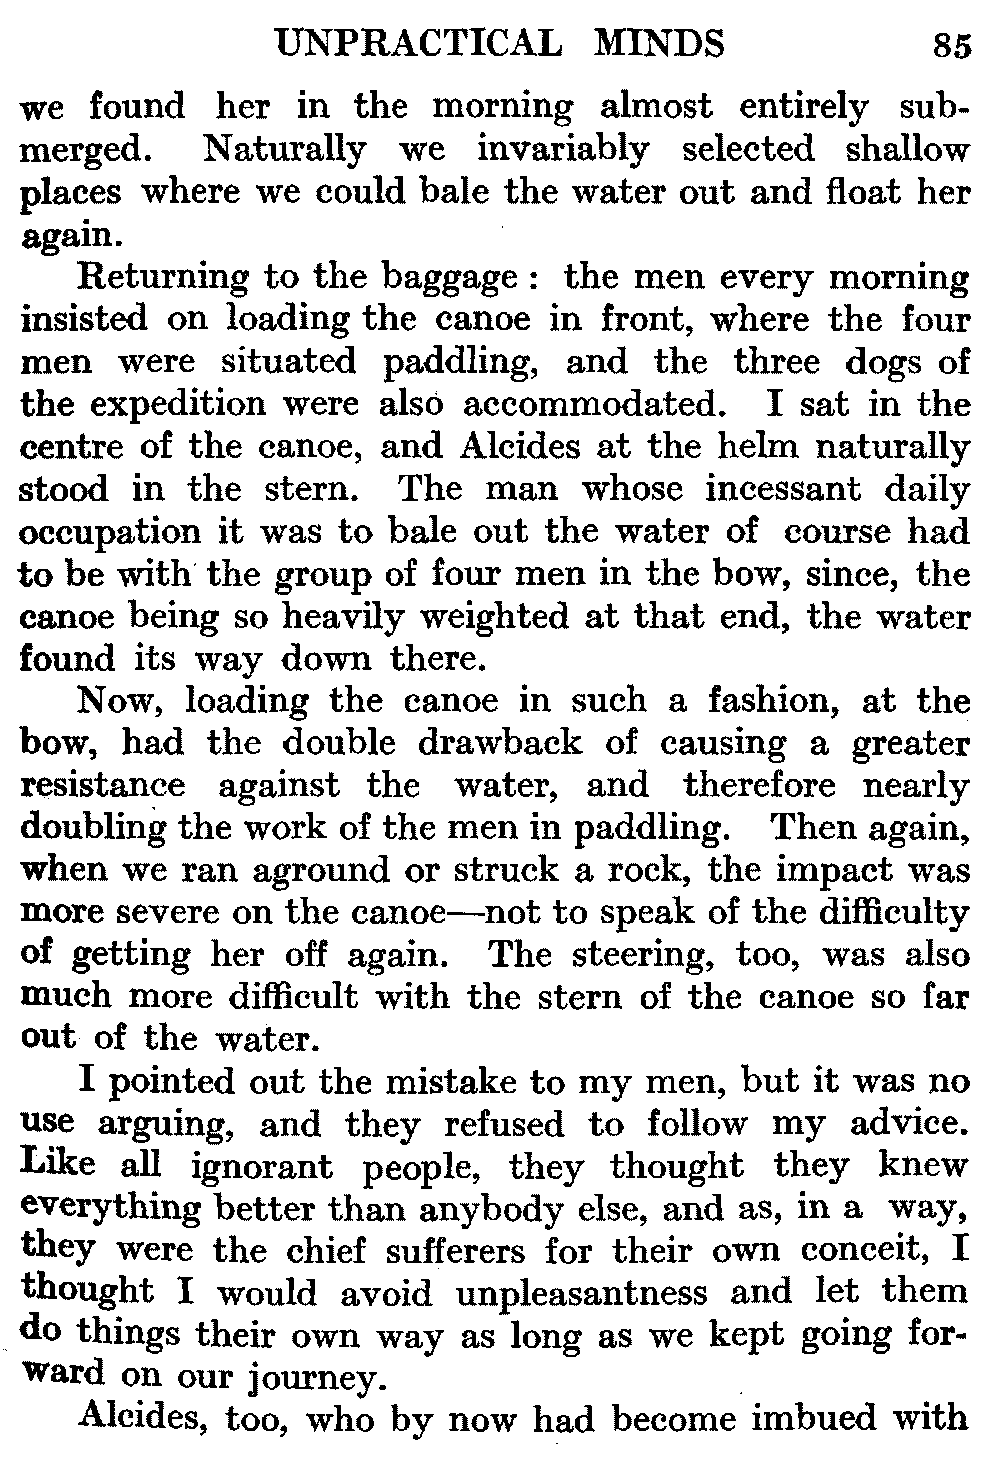 UNPRACTICAL MINDS 85
we found her in the morning almost entirely sub-
merged. Naturally we invariably selected shallow
places where we could bale the water out and float her
again.
Returning to the baggage : the men every morning
insisted on loading the canoe in front, where the four
men were situated paddling, and the three dogs of
the expedition were also accommodated. I sat in the
centre of the canoe, and Alcides at the helm naturally
stood in the stern. The man whose incessant daily
occupation it was to bale out the water of course had
to be with the group of four men in the bow, since, the
canoe being so heavily weighted at that end, the water
found its way down there.
Now, loading the canoe in such a fashion, at the
bow, had the double drawback of causing a greater
resistance against the water, and therefore nearly
doubling the work of the men in paddling. Then again,
when we ran aground or struck a rock, the impact was
more severe on the canoe—not to speak of the difficulty
of getting her off again. The steering, too, was also
much more difficult with the stern of the canoe so far
out of the water.
I pointed out the mistake to my men, but it was no
use arguing, and they refused to follow my advice.
Like all ignorant people, they thought they knew
everything better than anybody else, and as, in a way,
they were the chief sufferers for their own conceit, I
thought I would avoid unpleasantness and let them
do things their own way as long as we kept going for-
ward on our journey.
Alcides, too, who by now had become imbued with